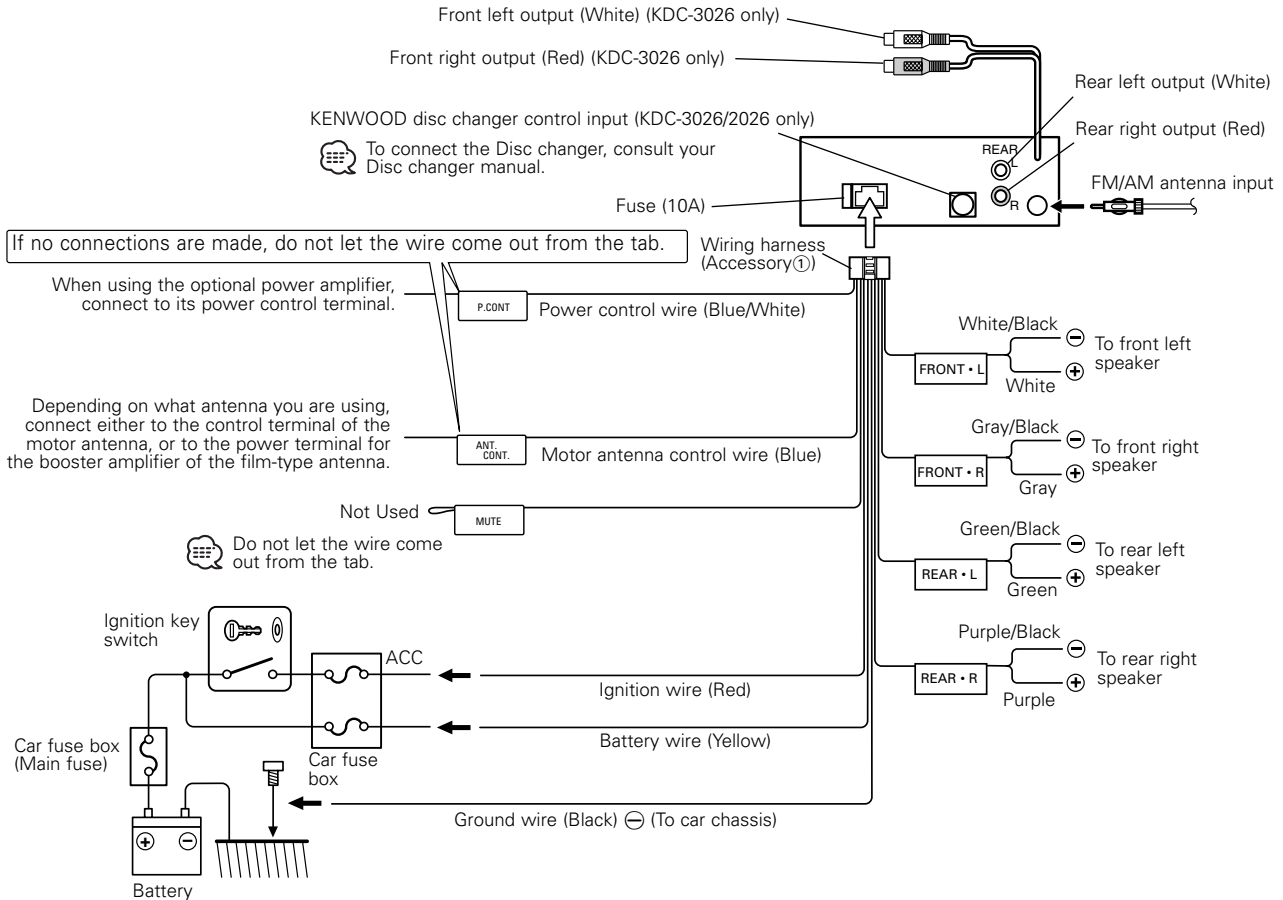 Front left output (White) (KDC-3026 only)
Front right output (Red) (KDC-3026 only)
Rear left output (White)
Rear right output (Red)
KENWOOD disc changer control input (KDC-3026/2026 only)
To connect the Disc changer, consult your
Disc changer manual.
REAR
L
R
FM/AM antenna input
Fuse (10A)
If no connections are made, do not let the wire come out from the tab.
Wiring harness
(Accessory①)
When using the optional power amplifier,
connect to its power control terminal.
P.CONT
Power control wire (Blue/White)
Depending on what antenna you are using,
connect either to the control terminal of the
motor antenna, or to the power terminal for
the booster amplifier of the film-type antenna.
ANT.
CONT.
Motor antenna control wire (Blue)
Not Used
MUTE
Do not let the wire come
out from the tab.
White/Black
⊖
FRONT • L
To front left
speaker
White
⊕
Gray/Black
⊖
FRONT • R
To front right
speaker
Gray
⊕
Green/Black
⊖
REAR • L
To rear left
speaker
Green
⊕
Purple/Black
⊖
REAR • R
To rear right
speaker
Purple
⊕
Ignition key
switch
ACC
Ignition wire (Red)
Battery wire (Yellow)
Car fuse box
(Main fuse)
Car fuse
box
Ground wire (Black) ⊖ (To car chassis)
⊕ ⊖
Battery